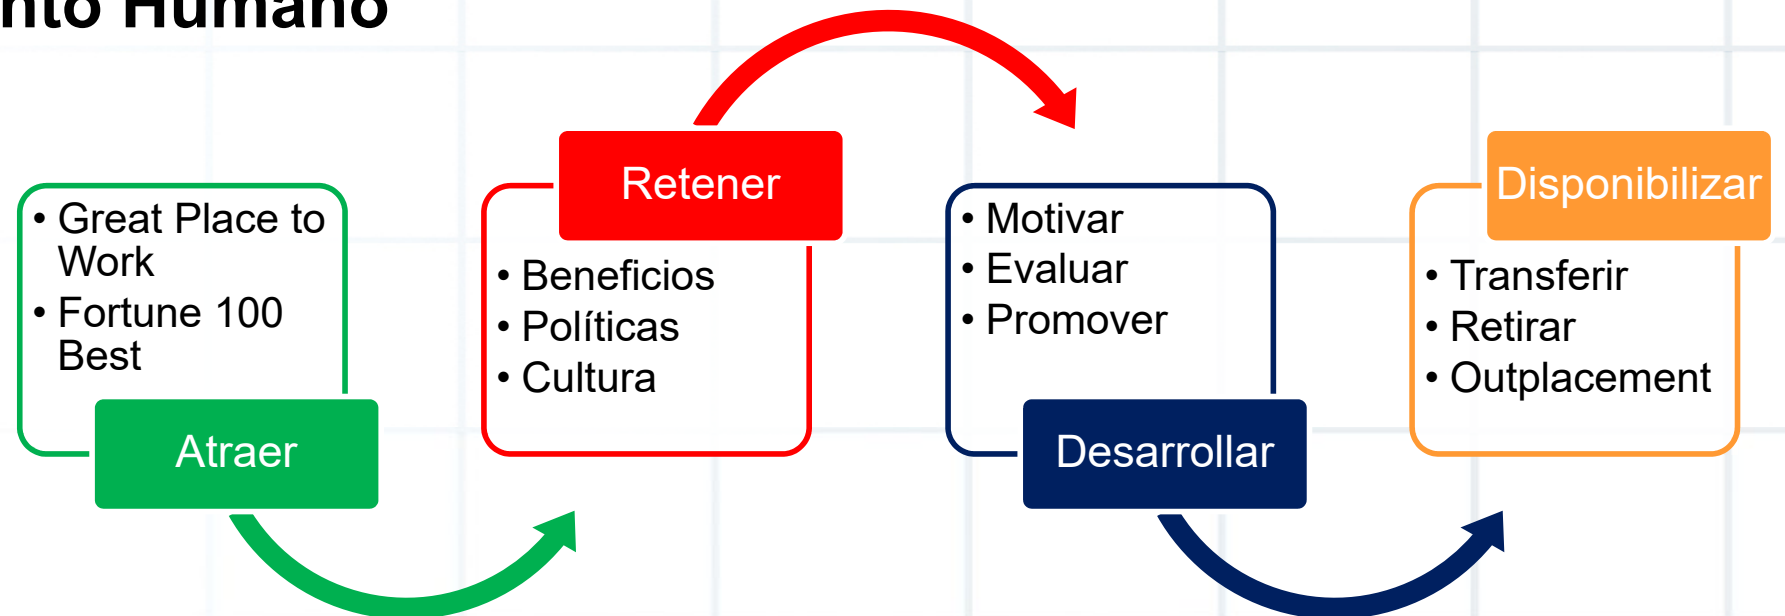 nto Humano
• Great Place to
Work
• Fortune 100
Best
Atraer
Retener
• Beneficios
• Políticas
• Cultura
• Motivar
• Evaluar
• Promover
Desarrollar
Disponibilizar
• Transferir
• Retirar
• Outplacement